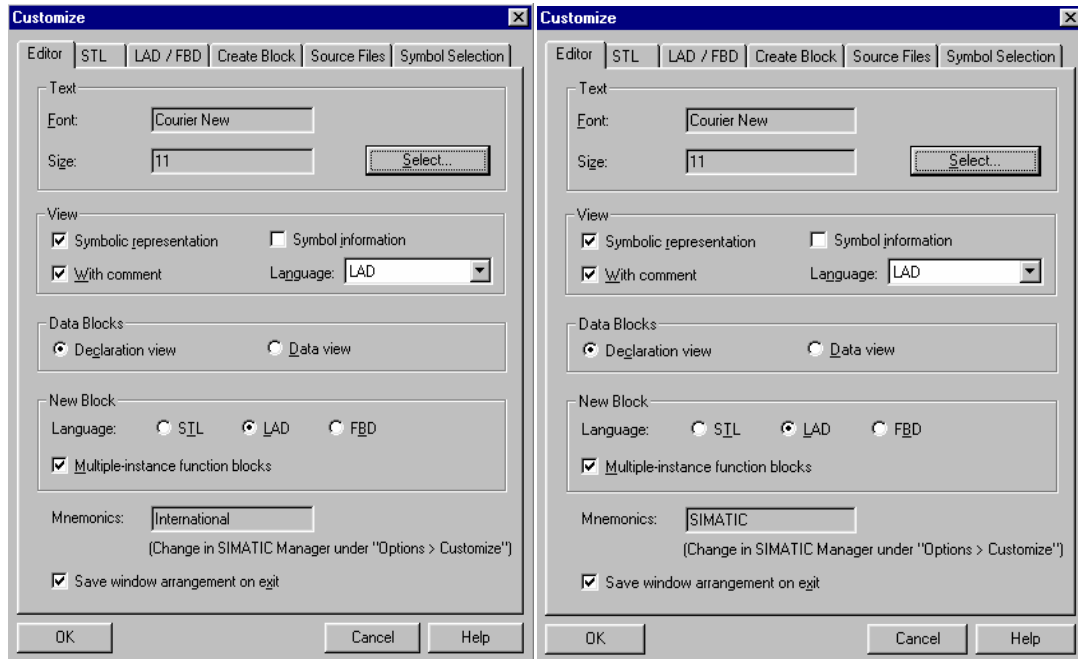 Customize
Editor STL LAD / FBD Create Block Source Files Symbol Selection
Text
Font: Courier New
Size: 11 Select...
View
Symbolic representation Symbol information
With comment Language: LAD
Data Blocks
Declaration view Data view
New Block
Language: STL LAD FBD
Multiple-instance function blocks
Mnemonics: International
(Change in SIMATIC Manager under "Options > Customize")
Save window arrangement on exit
OK Cancel Help
Customize
Editor STL LAD / FBD Create Block Source Files Symbol Selection
Text
Font: Courier New
Size: 11 Select...
View
Symbolic representation Symbol information
With comment Language: LAD
Data Blocks
Declaration view Data view
New Block
Language: STL LAD FBD
Multiple-instance function blocks
Mnemonics: SIMATIC
(Change in SIMATIC Manager under "Options > Customize")
Save window arrangement on exit
OK Cancel Help